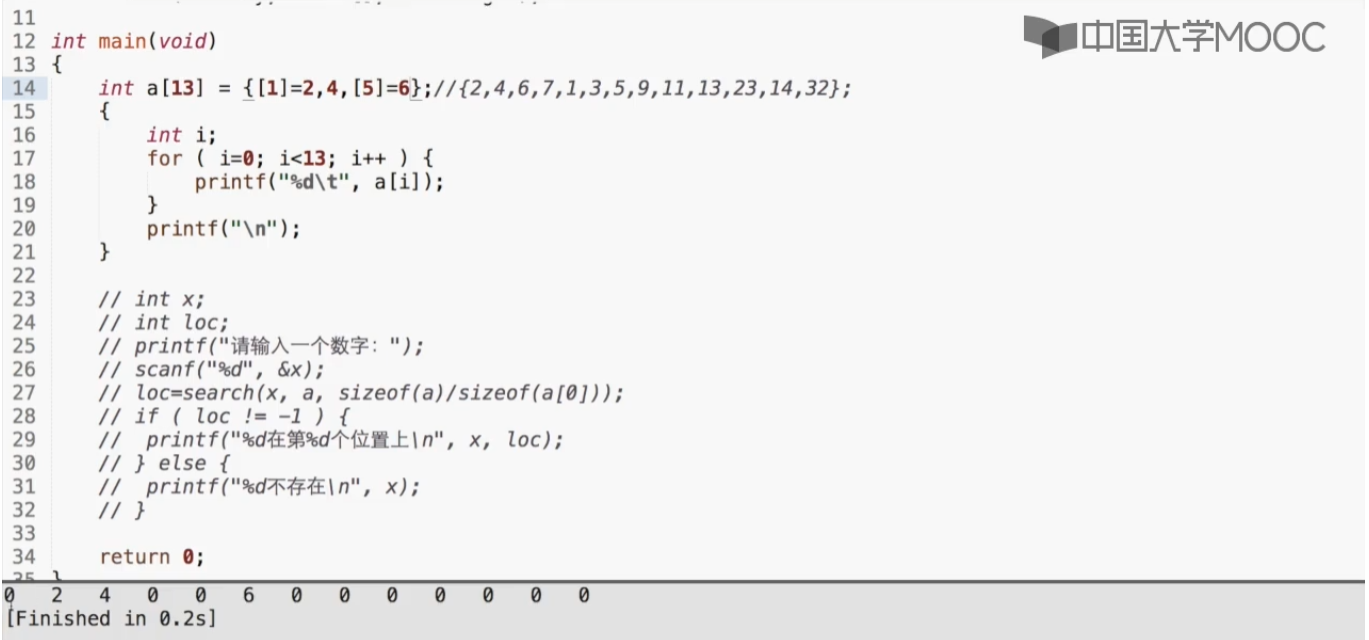 中国大学MOOC
11
12 int main(void)
13 {
14     int a[13] = {[1]=2,4,[5]=6};//{2,4,6,7,1,3,5,9,11,13,23,14,32};
15     {
16         int i;
17         for ( i=0; i<13; i++ ) {
18             printf("%d\t", a[i]);
19         }
20         printf("\n");
21     }
22
23     // int x;
24     // int loc;
25     // printf("请输入一个数字：");
26     // scanf("%d", &x);
27     // loc=search(x, a, sizeof(a)/sizeof(a[0]));
28     // if ( loc != -1 ) {
29     //  printf("%d在第%d个位置上\n", x, loc);
30     // } else {
31     //  printf("%d不存在\n", x);
32     // }
33
34     return 0;
35 }
0 2 4 0 0 6 0 0 0 0 0 0 0
[Finished in 0.2s]